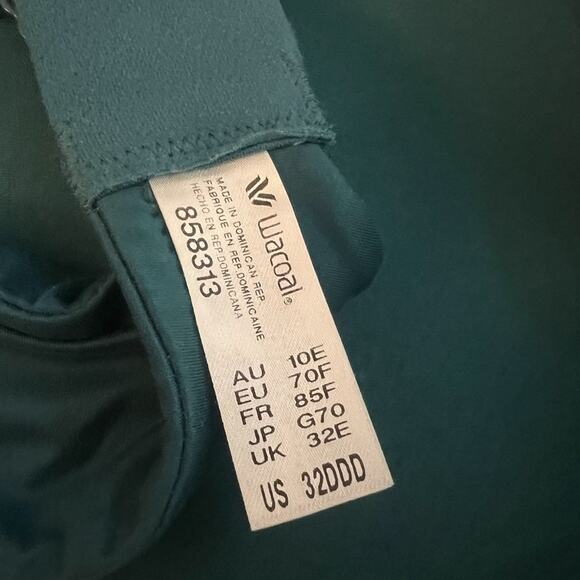 wacoal®
MADE IN DOMINICAN REP.
FABRIQUE EN REP. DOMINICAINE
HECHO EN REP. DOMINICANA
858313
AU 10E
EU 70F
FR 85F
JP G70
UK 32E
US 32DDD